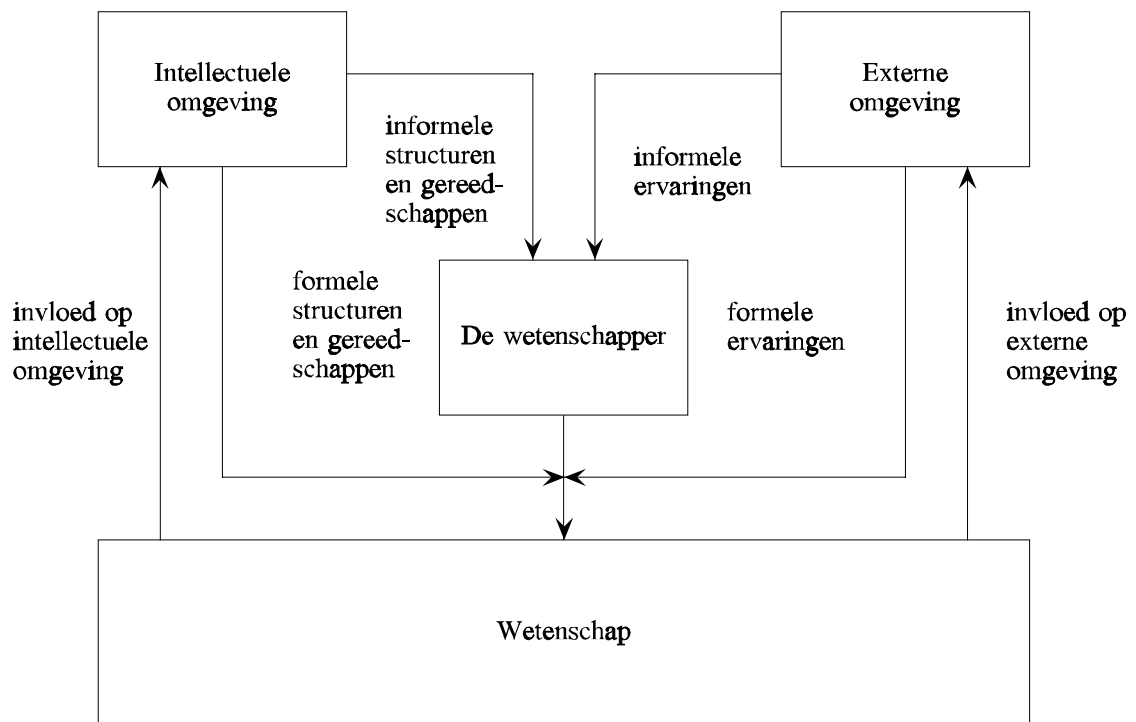 Intellectuele
omgeving
Externe
omgeving
informele
structuren
en gereed-
schappen
informele
ervaringen
invloed op
intellectuele
omgeving
formele
structuren
en gereed-
schappen
De wetenschapper
formele
ervaringen
invloed op
externe
omgeving
Wetenschap